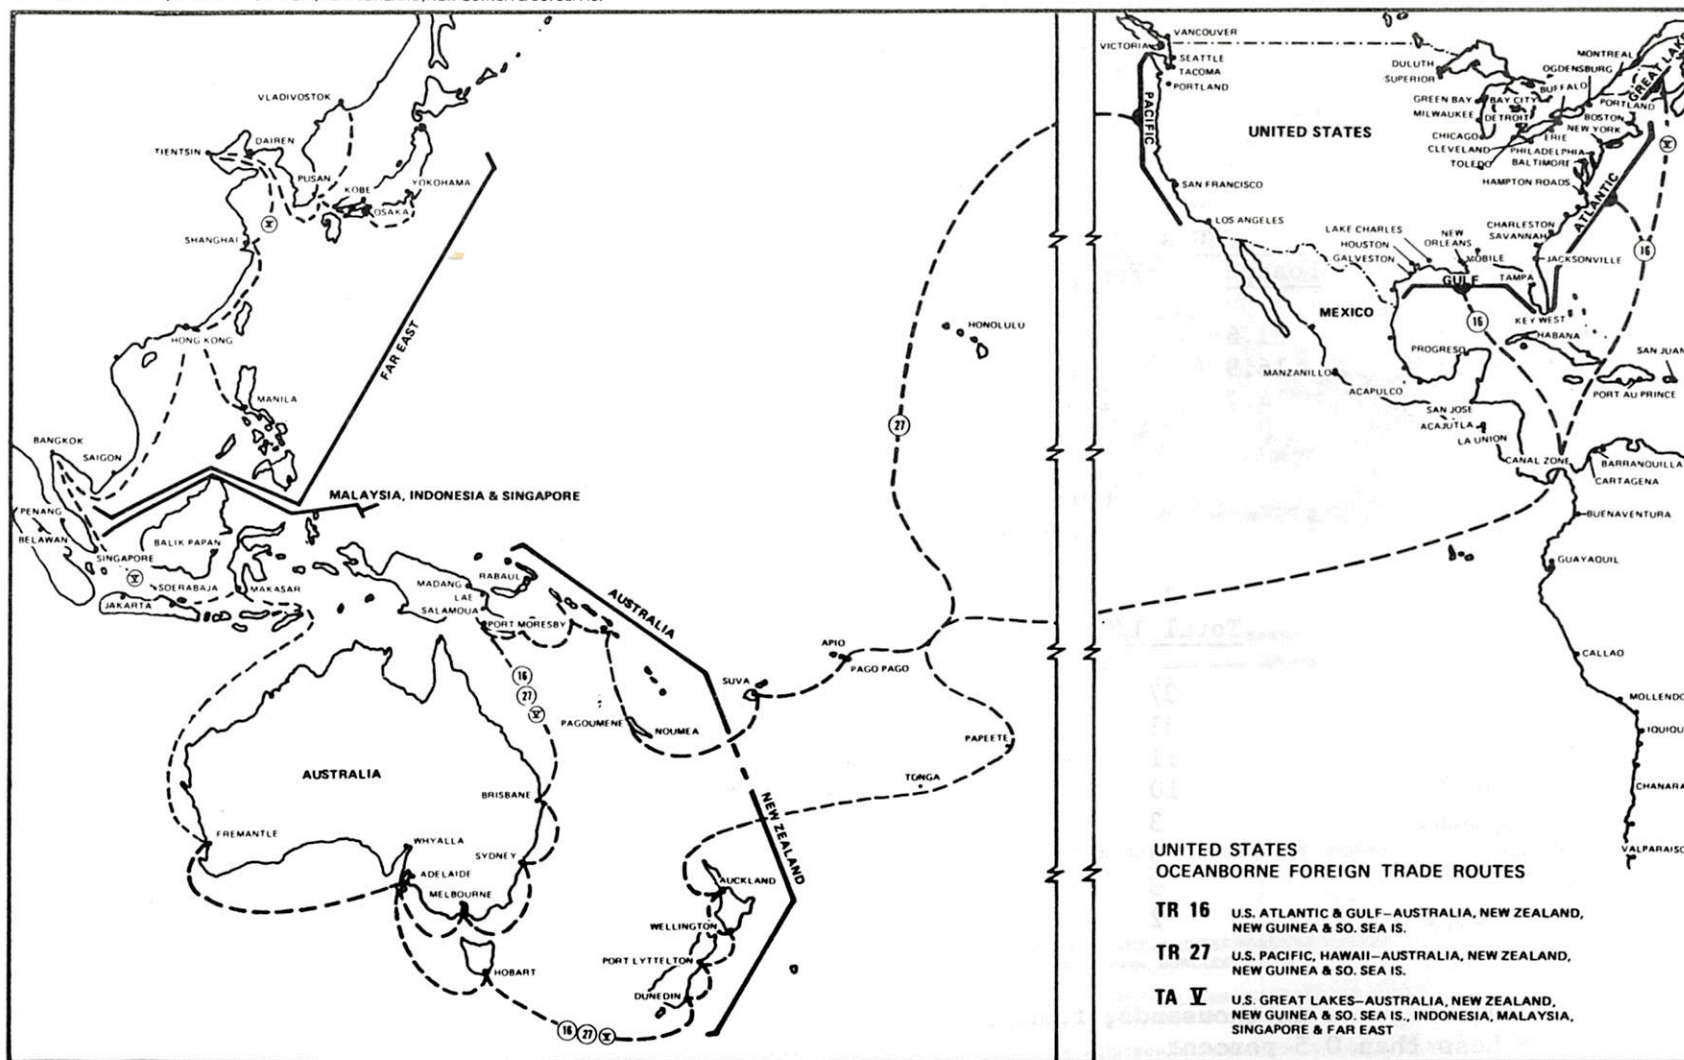 VLADIVOSTOK
TIENTSIN
DAIREN
PUSAN
KOBE
YOKOHAMA
OSAKA
V
SHANGHAI
HONG KONG
FAR EAST
MANILA
BANGKOK
SAIGON
MALAYSIA, INDONESIA & SINGAPORE
PENANG
BELAWAN
BALIK PAPAN
SINGAPORE
V
SOERABAJA
MAKASAR
JAKARTA
MADANG
RABAUL
LAE
SALAMOUA
PORT MORESBY
AUSTRALIA
16
27
V
SUVA
APIO
PAGO PAGO
PAGOUMENE
NOUMEA
PAPEETE
TONGA
AUSTRALIA
BRISBANE
NEW ZEALAND
FREMANTLE
WHYALLA
SYDNEY
ADELAIDE
MELBOURNE
AUCKLAND
WELLINGTON
PORT LYTTELTON
HOBART
DUNEDIN
16 27 V
HONOLULU
27
VANCOUVER
VICTORIA
SEATTLE
TACOMA
PORTLAND
PACIFIC
UNITED STATES
SAN FRANCISCO
LOS ANGELES
DULUTH
SUPERIOR
MONTREAL
OGDENSBURG
GREAT LAKES
BUFFALO
GREEN BAY
BAY CITY
PORTLAND
MILWAUKEE
DETROIT
BOSTON
NEW YORK
CHICAGO
ERIE
CLEVELAND
PHILADELPHIA
TOLEDO
BALTIMORE
V
HAMPTON ROADS
ATLANTIC
CHARLESTON
SAVANNAH
16
LAKE CHARLES
NEW
ORLEANS
HOUSTON
GALVESTON
MOBILE
JACKSONVILLE
GULF
TAMPA
MEXICO
16
KEY WEST
HABANA
PROGRESO
SAN JUAN
MANZANILLO
ACAPULCO
PORT AU PRINCE
SAN JOSE
ACAJUTLA
LA UNION
CANAL ZONE
BARRANQUILLA
CARTAGENA
BUENAVENTURA
GUAYAQUIL
CALLAO
MOLLENDO
IQUIQU
CHANARA
VALPARAISO
UNITED STATES
OCEANBORNE FOREIGN TRADE ROUTES
TR 16 U.S. ATLANTIC & GULF–AUSTRALIA, NEW ZEALAND,
NEW GUINEA & SO. SEA IS.
TR 27 U.S. PACIFIC, HAWAII–AUSTRALIA, NEW ZEALAND,
NEW GUINEA & SO. SEA IS.
TA V U.S. GREAT LAKES–AUSTRALIA, NEW ZEALAND,
NEW GUINEA & SO. SEA IS., INDONESIA, MALAYSIA,
SINGAPORE & FAR EAST